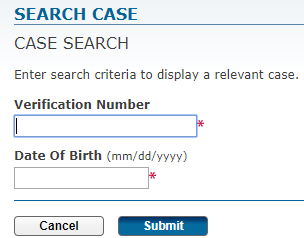 SEARCH CASE
CASE SEARCH
Enter search criteria to display a relevant case.
Verification Number
*
Date Of Birth (mm/dd/yyyy)
*
Cancel Submit